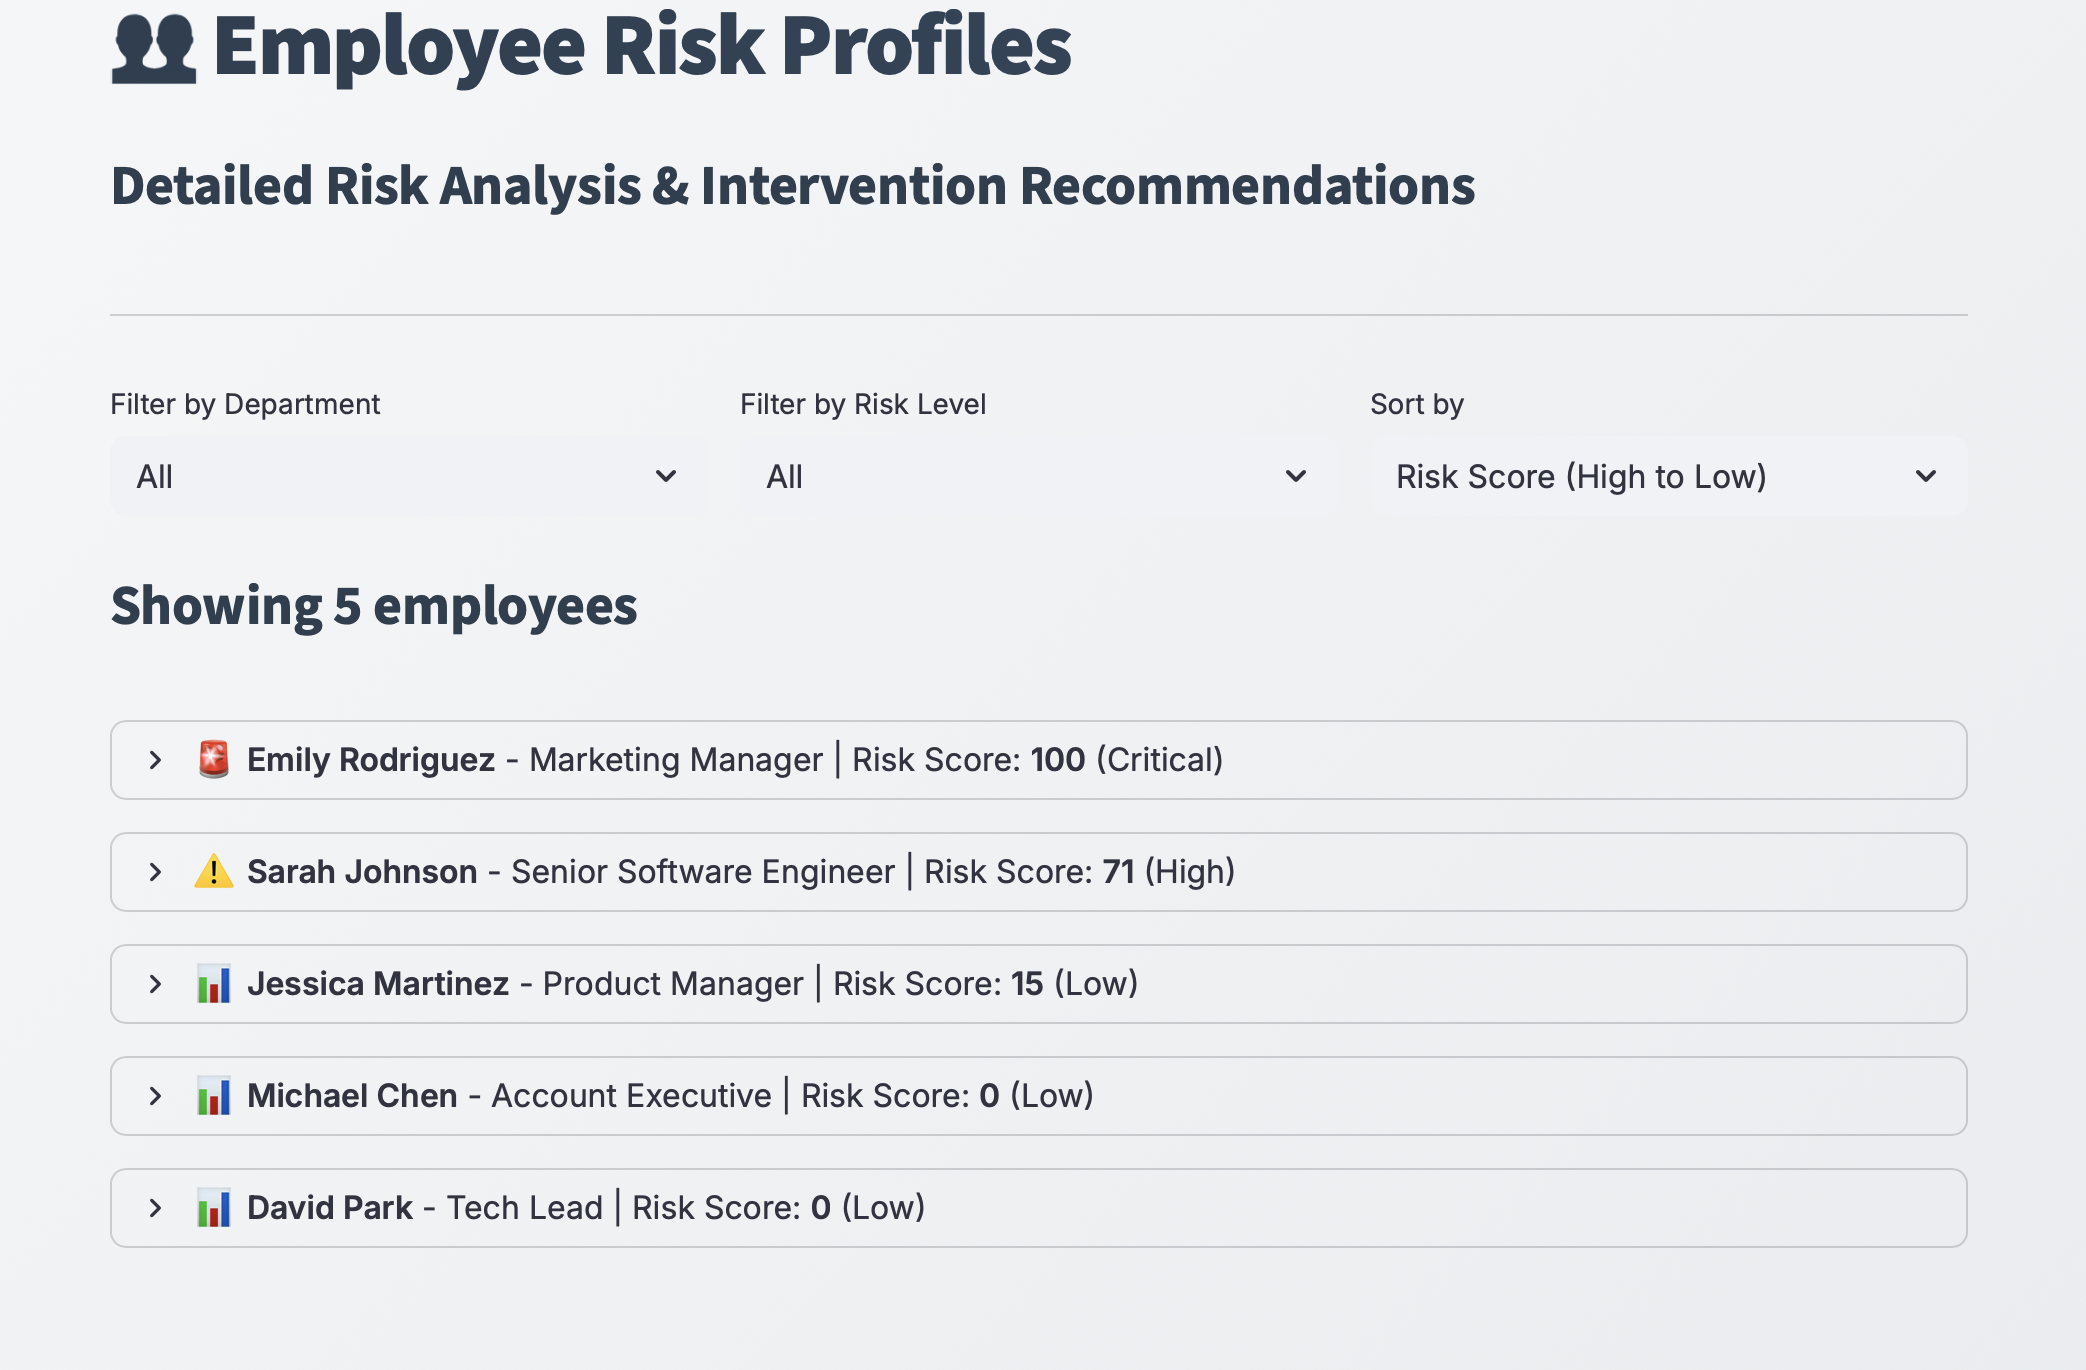 👥 Employee Risk Profiles
Detailed Risk Analysis & Intervention Recommendations
Filter by Department
Filter by Risk Level
Sort by
All
All
Risk Score (High to Low)
Showing 5 employees
🚨 Emily Rodriguez - Marketing Manager | Risk Score: 100 (Critical)
⚠️ Sarah Johnson - Senior Software Engineer | Risk Score: 71 (High)
📊 Jessica Martinez - Product Manager | Risk Score: 15 (Low)
📊 Michael Chen - Account Executive | Risk Score: 0 (Low)
📊 David Park - Tech Lead | Risk Score: 0 (Low)